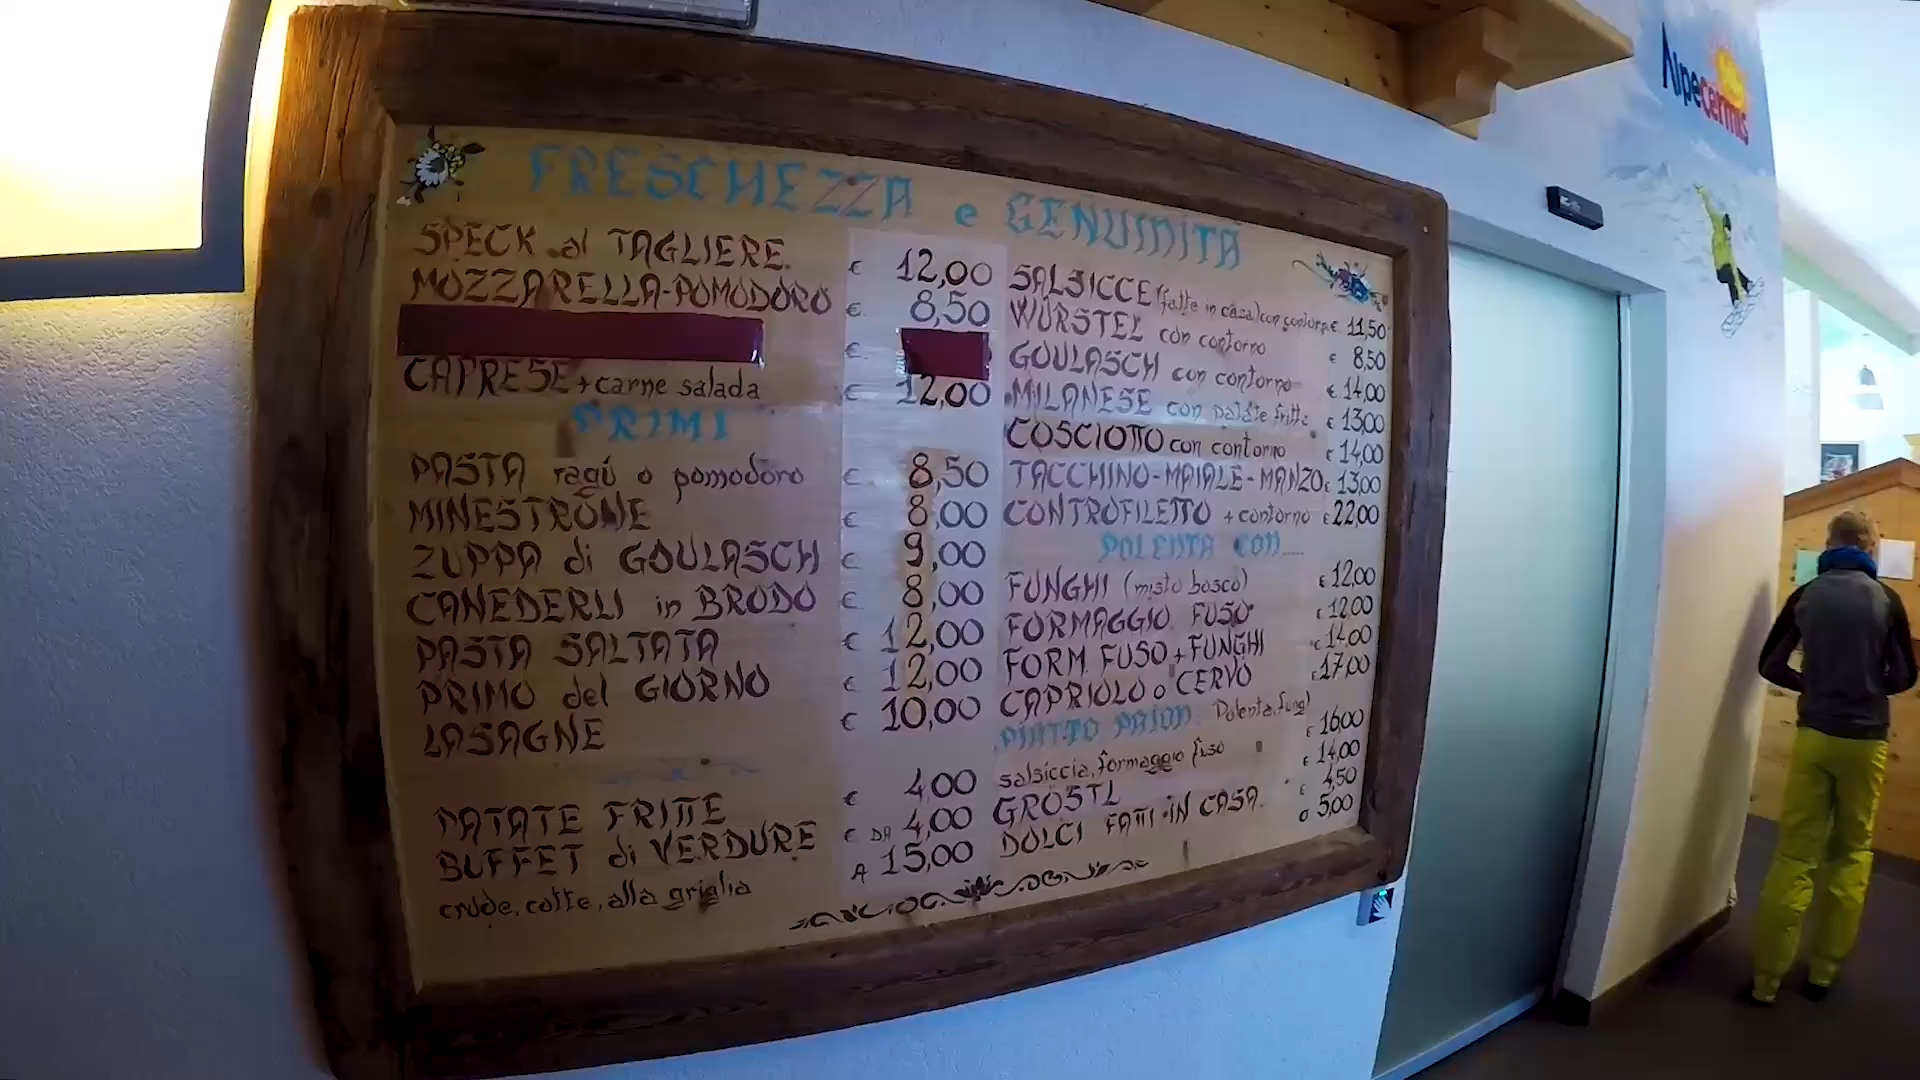 FRESCHEZZA e GENUINITÀ
SPECK al TAGLIERE € 12,00
MOZZARELLA-POMODORO € 8,50
€
CAPRESE + carne salada € 12,00
PRIMI
PASTA ragù o pomodoro € 8,50
MINESTRONE € 8,00
ZUPPA di GOULASCH € 9,00
CANEDERLI in BRODO € 8,00
PASTA SALTATA € 12,00
PRIMO del GIORNO € 12,00
LASAGNE € 10,00
PATATE FRITTE € 4,00
BUFFET di VERDURE € DA 4,00
crude, cotte, alla griglia A 15,00
SALSICCE (fatte in casa) con contorno € 11,50
WÜRSTEL con contorno € 8,50
GOULASCH con contorno € 14,00
MILANESE con patate fritte € 13,00
COSCIOTTO con contorno € 14,00
TACCHINO-MAIALE-MANZO € 13,00
CONTROFILETTO + contorno € 22,00
POLENTA CON.....
FUNGHI (misto bosco) € 12,00
FORMAGGIO FUSO € 12,00
FORM. FUSO + FUNGHI € 14,00
CAPRIOLO o CERVO € 17,00
PIATTO PAION: Polenta, fungi
salsiccia, formaggio fuso € 16,00
GRÖSTL € 14,00
DOLCI FATTI IN CASA. € 4,50
a 5,00
AlpeCermis